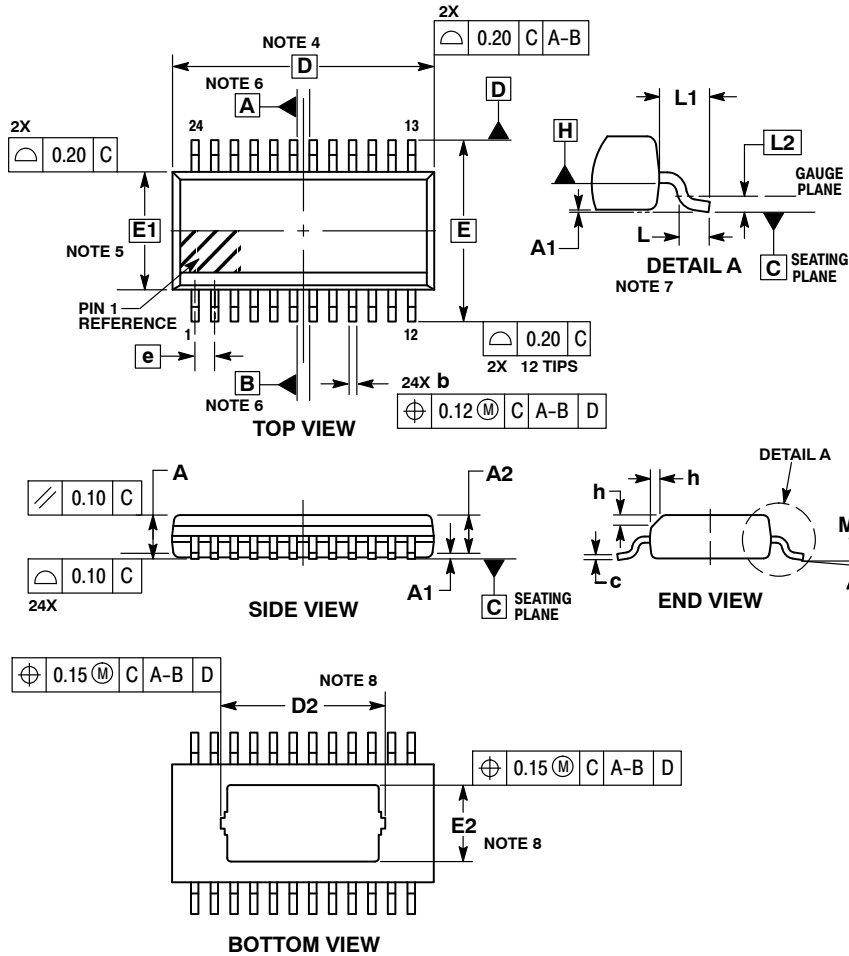 2X
⌓ 0.20 C A-B
NOTE 4
D
NOTE 6
A
D
L1
2X
⌓ 0.20 C
24
13
H
L2
GAUGE
PLANE
E1
E
NOTE 5
A1
L
C SEATING
PLANE
DETAIL A
NOTE 7
PIN 1
REFERENCE
1
12
⌓ 0.20 C
2X 12 TIPS
e
B
NOTE 6
24X b
⌖ 0.12 Ⓜ C A-B D
TOP VIEW
DETAIL A
A
A2
h
h
⫽ 0.10 C
M
⌓ 0.10 C
24X
A1
C SEATING
PLANE
c
SIDE VIEW
END VIEW
⌖ 0.15 Ⓜ C A-B D
NOTE 8
D2
⌖ 0.15 Ⓜ C A-B D
E2
NOTE 8
BOTTOM VIEW